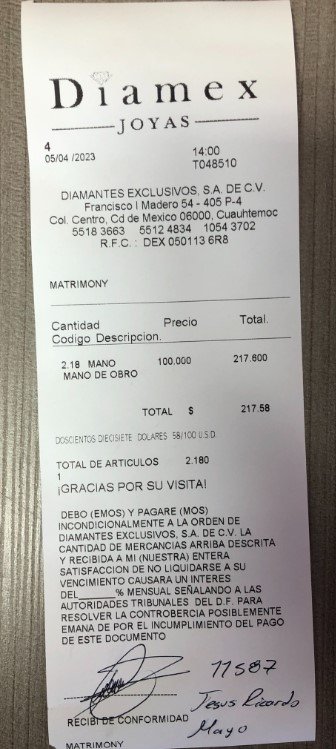 Diamex
JOYAS
4
05/04 /2023 14:00
T048510
DIAMANTES EXCLUSIVOS, S.A. DE C.V.
Francisco I Madero 54 - 405 P-4
Col. Centro, Cd de Mexico 06000, Cuauhtemoc
5518 3663 5512 4834 1054 3702
R.F.C. : DEX 050113 6R8
MATRIMONY
Cantidad Precio Total.
Codigo Descripcion.
2.18 MANO 100.000 217.600
MANO DE OBRO
TOTAL $ 217.58
DOSCIENTOS DIECISIETE DOLARES 58/100 U.S.D.
TOTAL DE ARTICULOS 2.180
1
¡GRACIAS POR SU VISITA!
DEBO (EMOS) Y PAGARE (MOS)
INCONDICIONALMENTE A LA ORDEN DE
DIAMANTES EXCLUSIVOS, S.A. DE C.V. LA
CANTIDAD DE MERCANCIAS ARRIBA DESCRITA
Y RECIBIDA A MI (NUESTRA) ENTERA
SATISFACCION DE NO LIQUIDARSE A SU
VENCIMIENTO CAUSARA UN INTERES
DEL______% MENSUAL SEÑALANDO A LAS
AUTORIDADES TRIBUNALES DEL D.F. PARA
RESOLVER LA CONTROBERCIA POSIBLEMENTE
EMANA DE POR EL INCUMPLIMIENTO DEL PAGO
DE ESTE DOCUMENTO
11587
Jesus Ricardo
RECIBI DE CONFORMIDAD Mayo
MATRIMONY